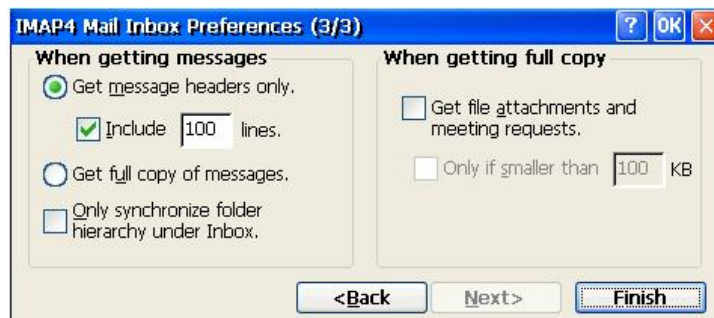 IMAP4 Mail Inbox Preferences (3/3) ? OK ×
When getting messages
Get message headers only.
Include 100 lines.
Get full copy of messages.
Only synchronize folder
hierarchy under Inbox.
When getting full copy
Get file attachments and
meeting requests.
Only if smaller than 100 KB
<Back Next> Finish